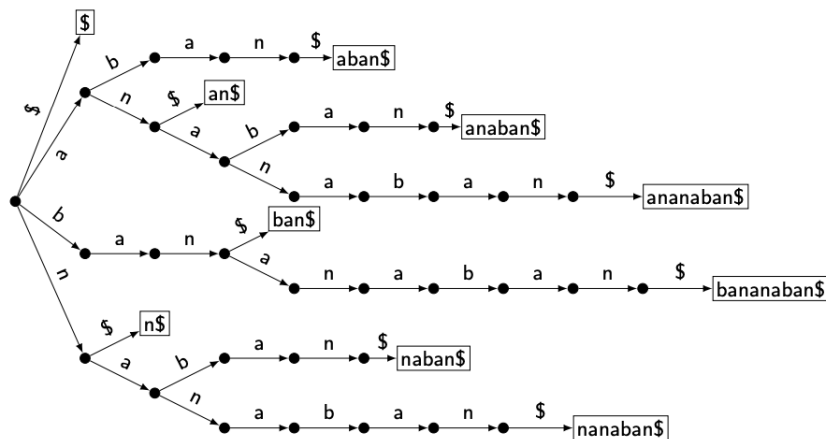 $
$ a
b a n $ aban$
n $ an$
a b a n $ anaban$
n a b a n $ ananaban$
b a n $ ban$
a n a b a n $ bananaban$
n $ n$
a b a n $ naban$
n a b a n $ nanaban$